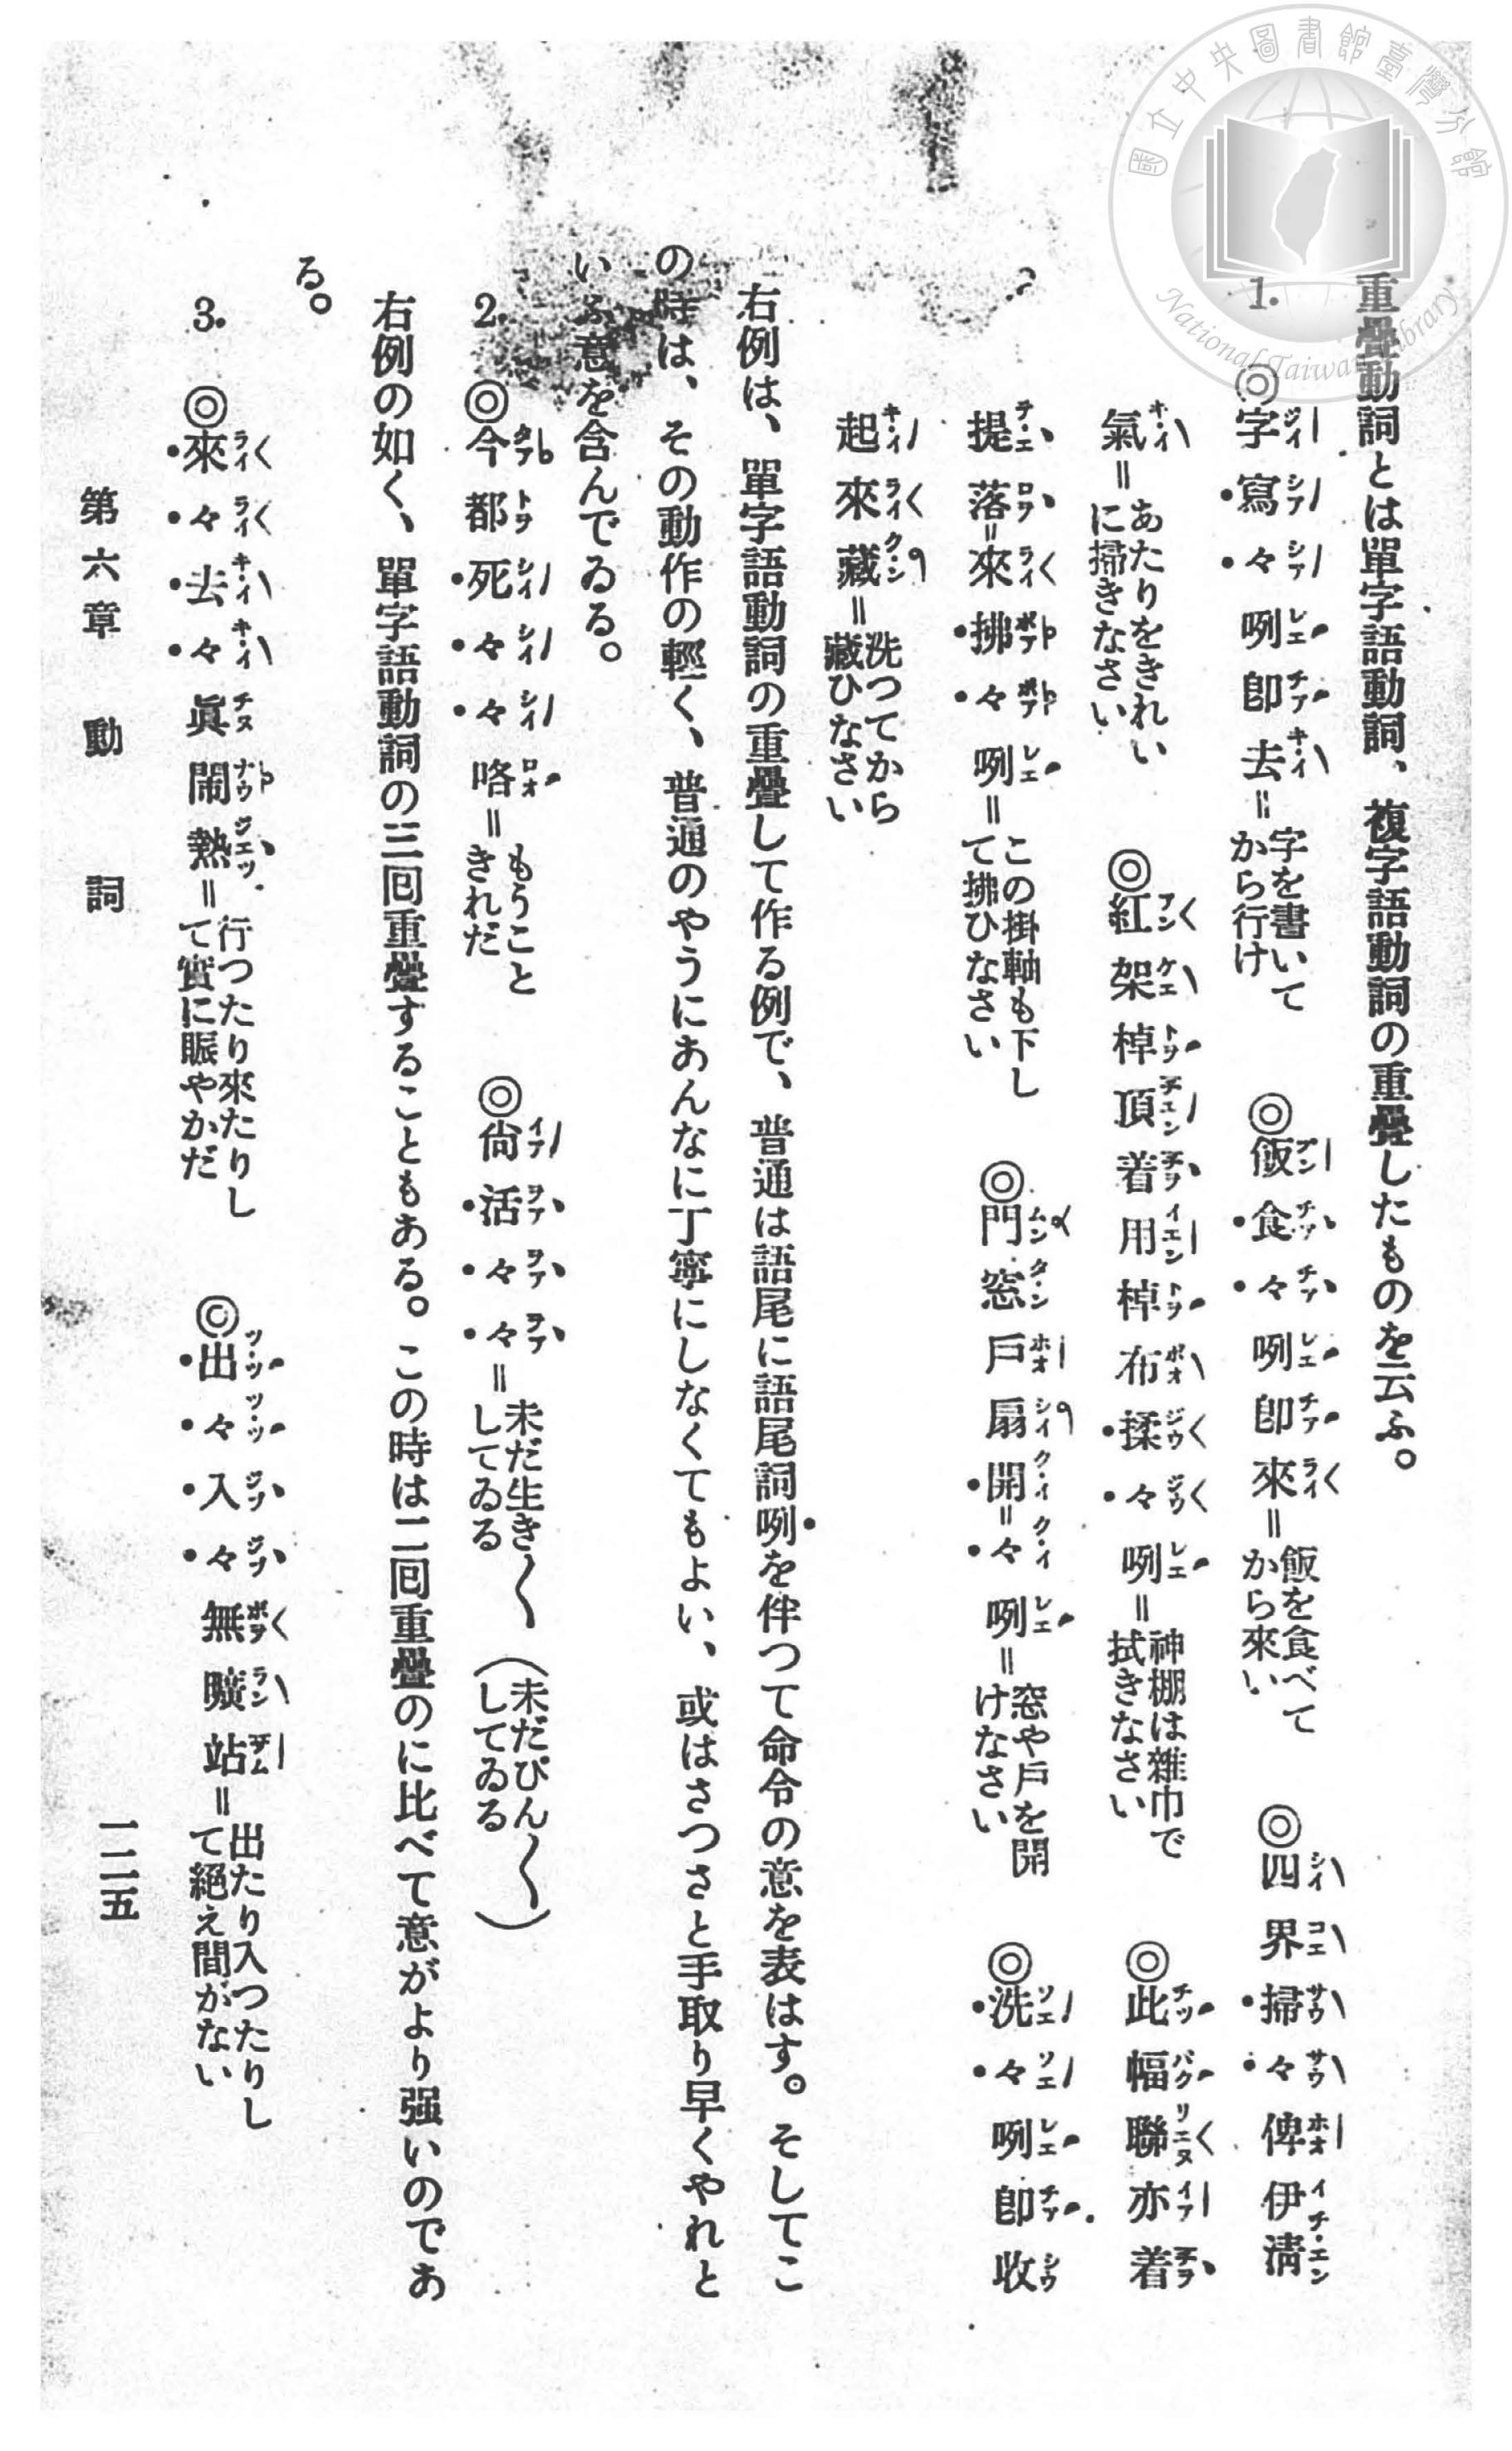 重疊動詞とは單字語動詞、複字語動詞の重疊したものを云ふ。
1. ◎字寫々咧卽去=字を書いてから行け ◎飯食々咧卽來=飯を食べてから來い ◎四界掃々俾伊淸
氣=あたりをきれいに掃きなさい ◎紅架棹頂着用棹布揉々咧=神棚は雜巾で拭きなさい ◎此幅聯亦着
提落=來拂々咧=この掛軸も下して拂ひなさい ◎門窓戶扇開=々咧=窓や戶を開けなさい ◎洗々咧卽收
起來藏=洗つてから藏ひなさい
右例は、單字語動詞の重疊して作る例で、普通は語尾に語尾詞咧を伴つて命令の意を表はす。そしてこ
の時は、その動作の輕く、普通のやうにあんなに丁寧にしなくてもよい、或はさつさと手取り早くやれと
いふ意を含んでゐる。
2. ◎今都死々々咯=もうこときれだ ◎尙活々々=未だ生き〱してゐる(未だぴん〱してゐる)
右例の如く、單字語動詞の三囘重疊することもある。この時は二囘重疊のに比べて意がより强いのであ
る。
3. ◎來々去々眞鬧熱=行つたり來たりして實に賑やかだ ◎出々入々無曠站=出たり入つたりして絕え間がない
第六章 動詞
一二五
國立中央圖書館臺灣分館
National Taiwan Library